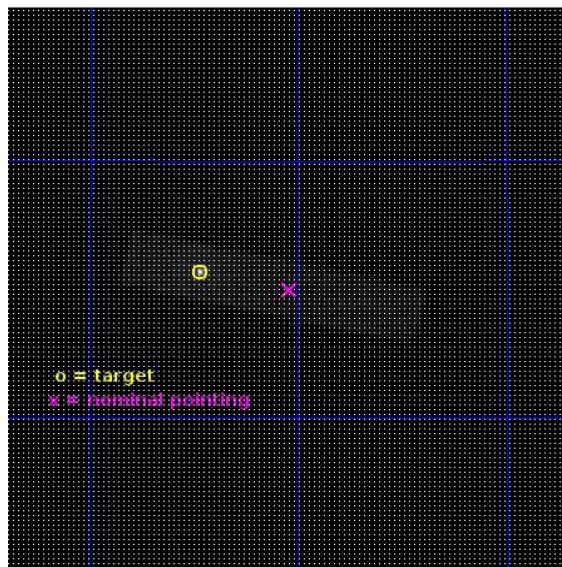 o = target
x = nominal pointing